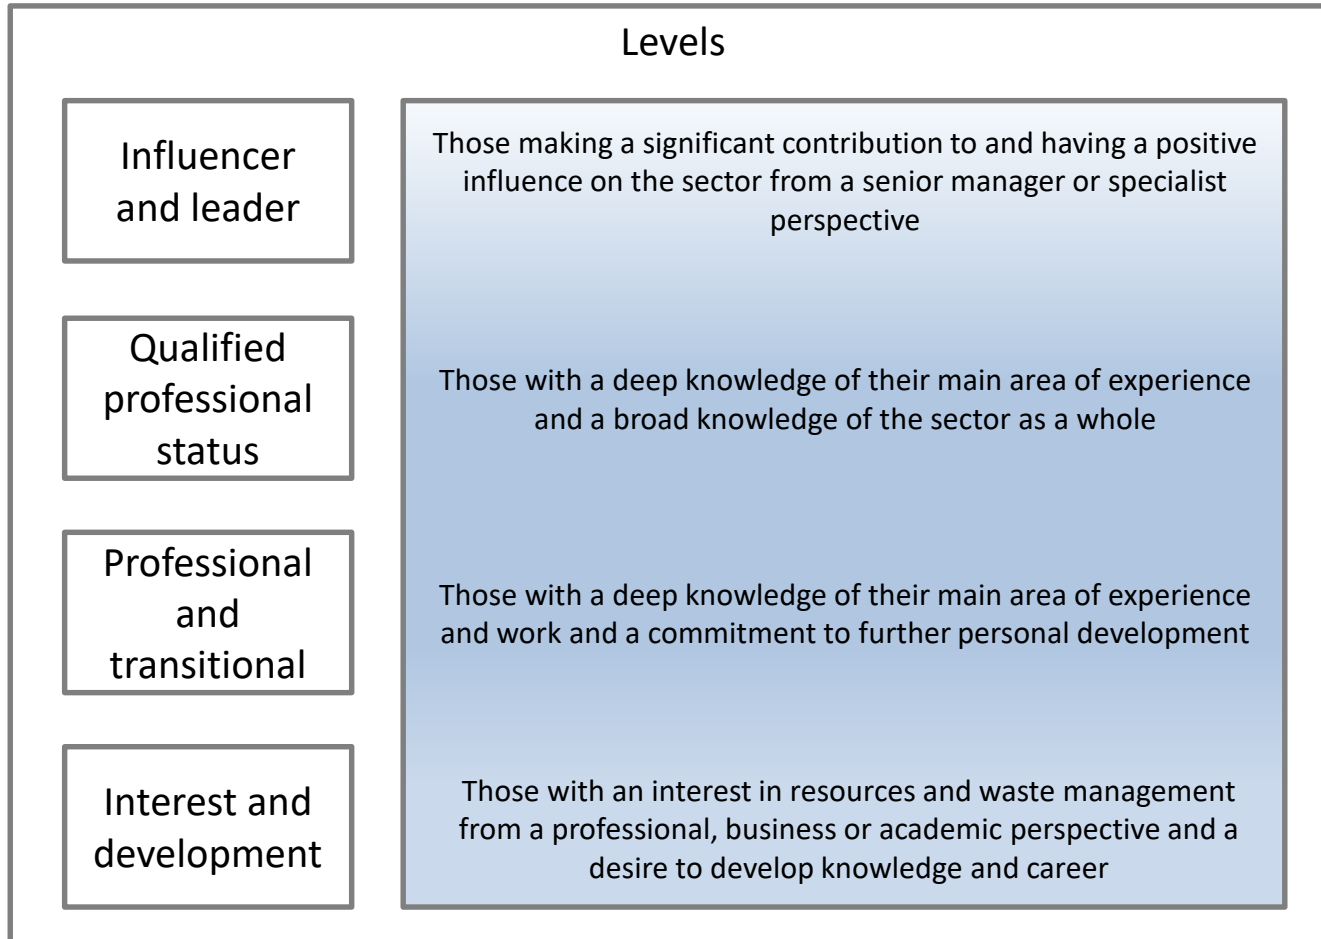 Levels
Influencer
and leader
Those making a significant contribution to and having a positive
influence on the sector from a senior manager or specialist
perspective
Qualified
professional
status
Those with a deep knowledge of their main area of experience
and a broad knowledge of the sector as a whole
Professional
and
transitional
Those with a deep knowledge of their main area of experience
and work and a commitment to further personal development
Interest and
development
Those with an interest in resources and waste management
from a professional, business or academic perspective and a
desire to develop knowledge and career